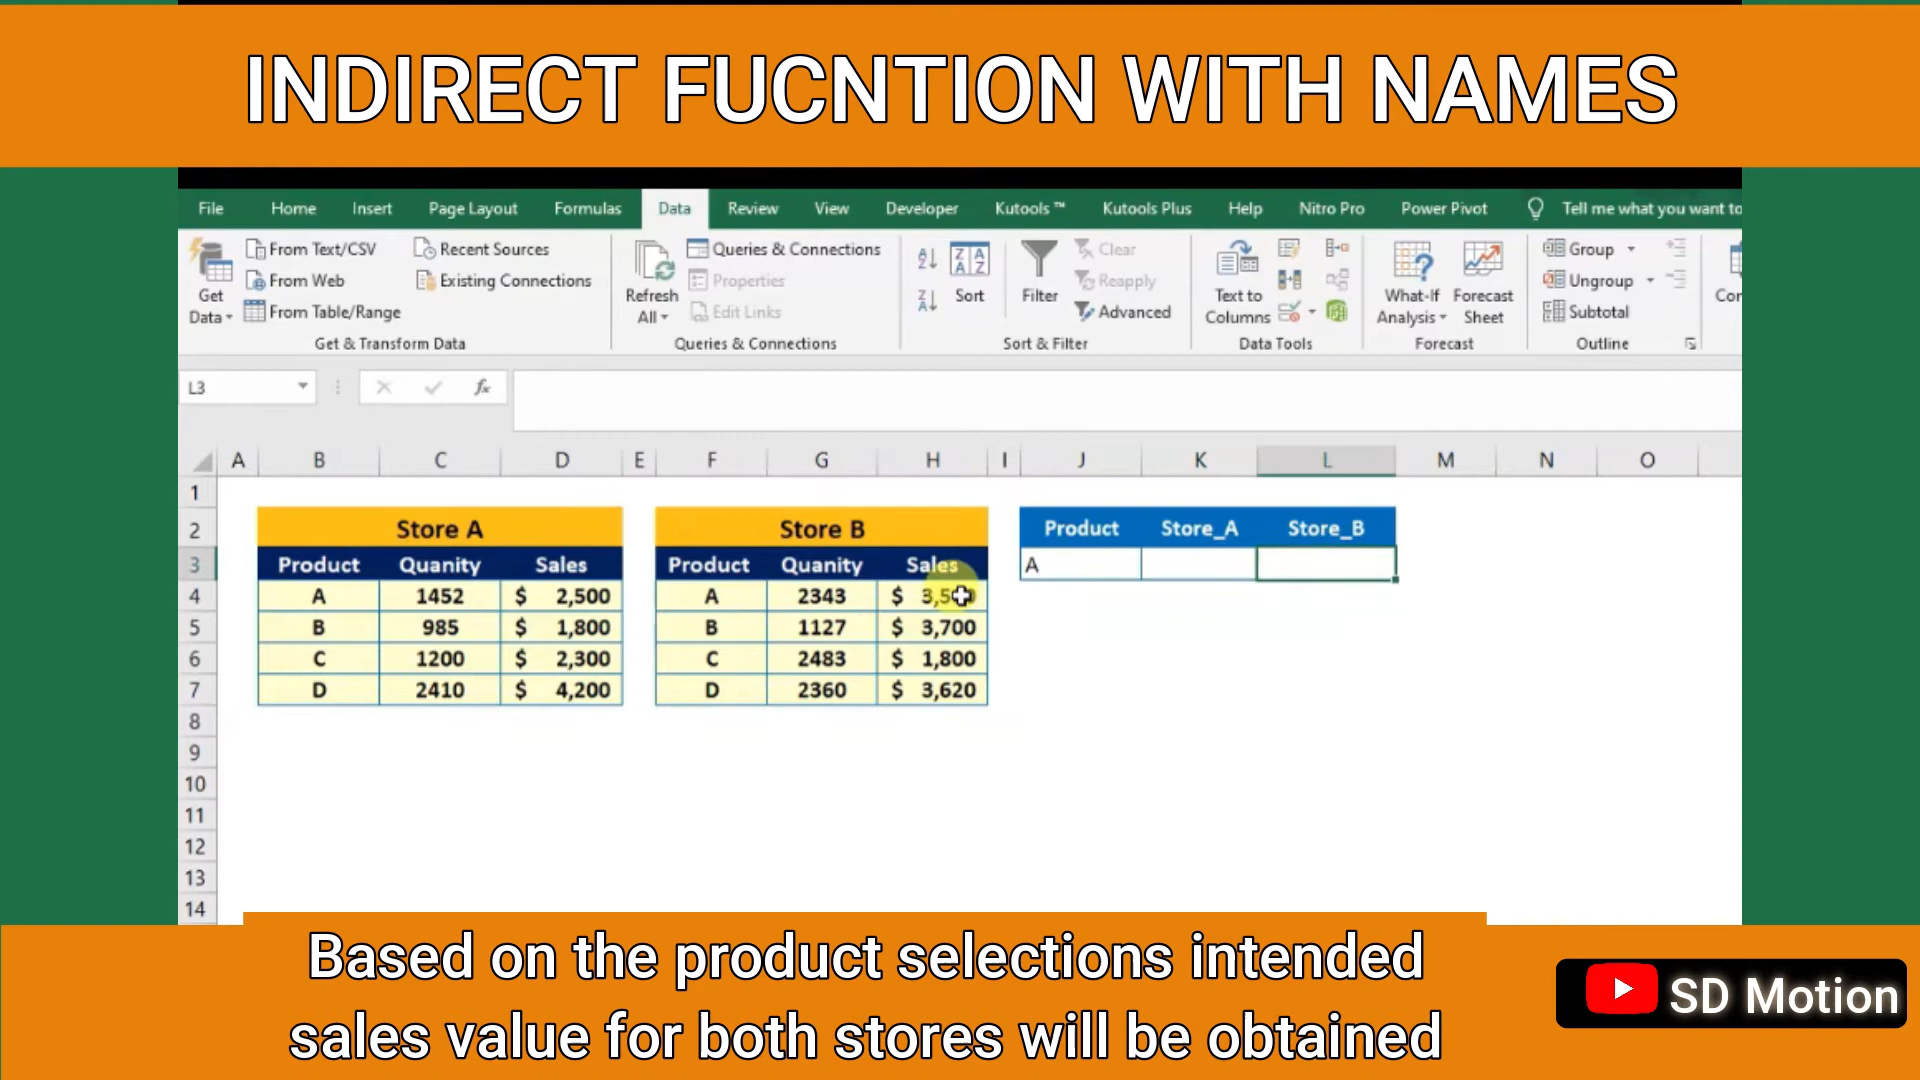 INDIRECT FUCNTION WITH NAMES
File Home Insert Page Layout Formulas Data Review View Developer Kutools ™ Kutools Plus Help Nitro Pro Power Pivot Tell me what you want to
From Text/CSV Recent Sources Queries & Connections Clear Group
From Web Existing Connections Properties Reapply Ungroup
From Table/Range Edit Links Advanced Subtotal
Get Data Refresh All Sort Filter Text to Columns What-If Analysis Forecast Sheet
Get & Transform Data Queries & Connections Sort & Filter Data Tools Forecast Outline
L3 fx
A B C D E F G H I J K L M N O
1
2 Store A Store B Product Store_A Store_B
3 Product Quanity Sales Product Quanity Sales A
4 A 1452 $ 2,500 A 2343 $
5 B 985 $ 1,800 B 1127 $ 3,700
6 C 1200 $ 2,300 C 2483 $ 1,800
7 D 2410 $ 4,200 D 2360 $ 3,620
8
9
10
11
12
13
14
Based on the product selections intended
sales value for both stores will be obtained
SD Motion